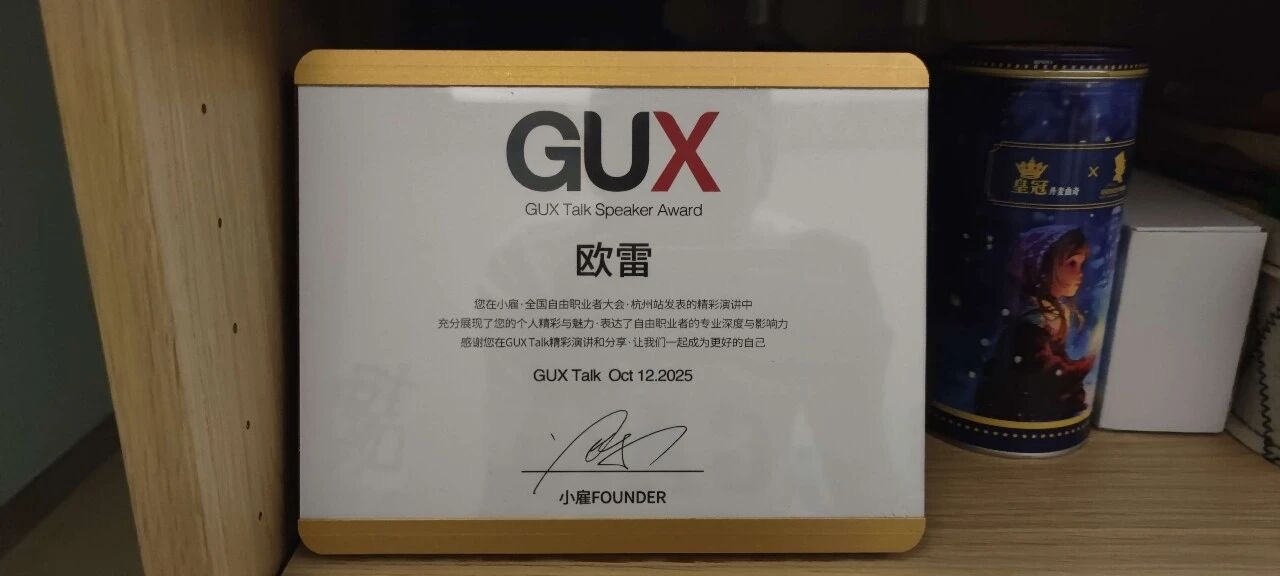 GUX
GUX Talk Speaker Award
欧雷
您在小雇·全国自由职业者大会·杭州站发表的精彩演讲中
充分展现了您的个人精彩与魅力·表达了自由职业者的专业深度与影响力
感谢您在GUX Talk精彩演讲和分享·让我们一起成为更好的自己
GUX Talk Oct 12.2025
小雇FOUNDER
皇冠 丹麦曲奇 X